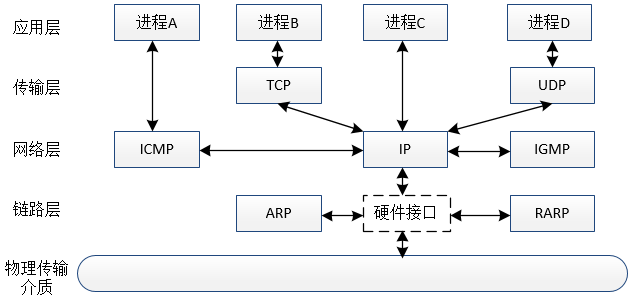 应用层
进程A
进程B
进程C
进程D
传输层
TCP
UDP
网络层
ICMP
IP
IGMP
链路层
ARP
硬件接口
RARP
物理传输
介质